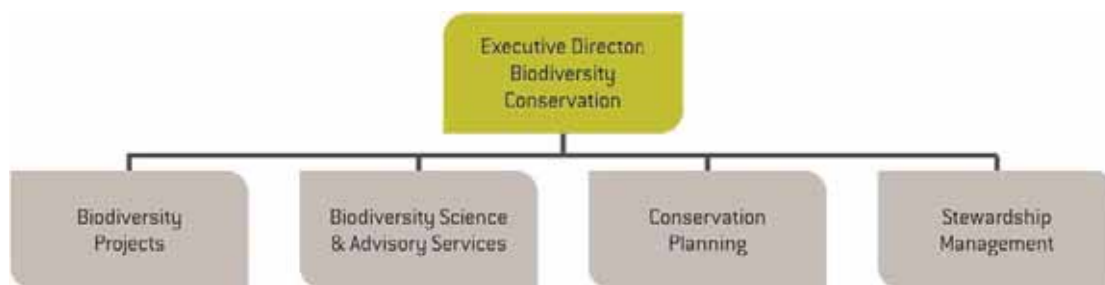 Executive Director
Biodiversity
Conservation
Biodiversity
Projects
Biodiversity Science
& Advisory Services
Conservation
Planning
Stewardship
Management